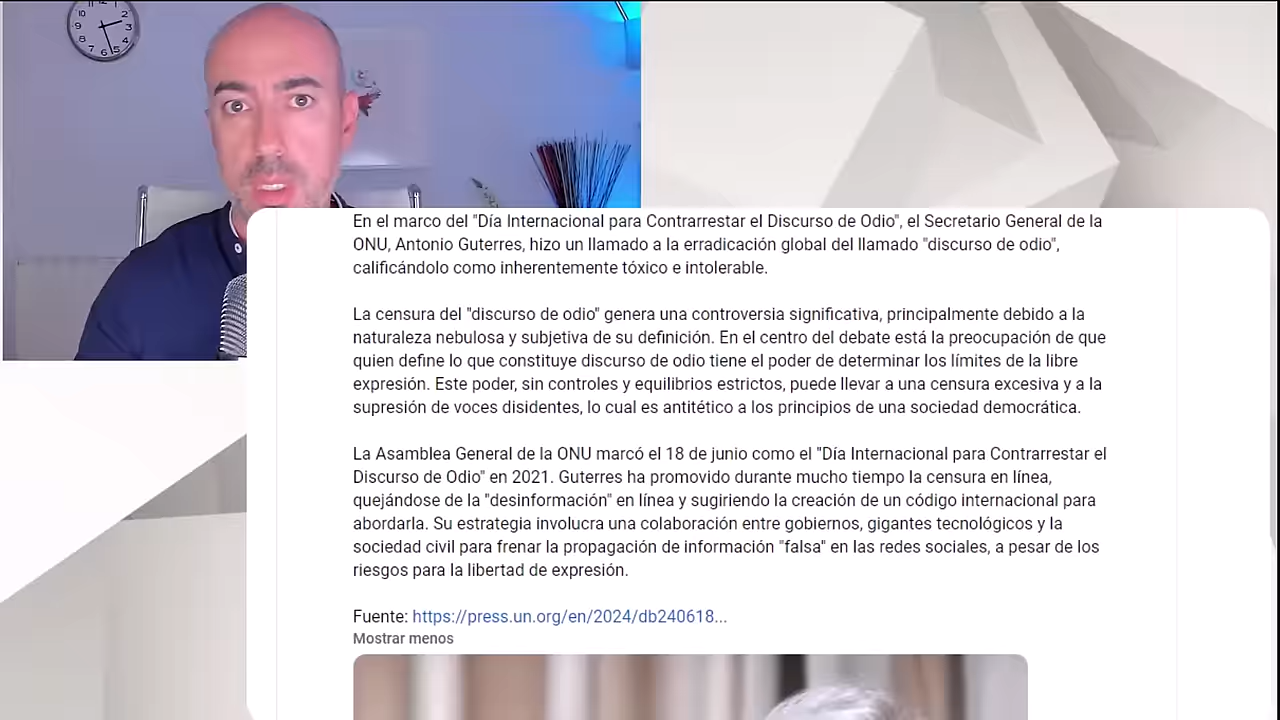 En el marco del "Día Internacional para Contrarrestar el Discurso de Odio", el Secretario General de la
ONU, Antonio Guterres, hizo un llamado a la erradicación global del llamado "discurso de odio",
calificándolo como inherentemente tóxico e intolerable.
La censura del "discurso de odio" genera una controversia significativa, principalmente debido a la
naturaleza nebulosa y subjetiva de su definición. En el centro del debate está la preocupación de que
quien define lo que constituye discurso de odio tiene el poder de determinar los límites de la libre
expresión. Este poder, sin controles y equilibrios estrictos, puede llevar a una censura excesiva y a la
supresión de voces disidentes, lo cual es antitético a los principios de una sociedad democrática.
La Asamblea General de la ONU marcó el 18 de junio como el "Día Internacional para Contrarrestar el
Discurso de Odio" en 2021. Guterres ha promovido durante mucho tiempo la censura en línea,
quejándose de la "desinformación" en línea y sugiriendo la creación de un código internacional para
abordarla. Su estrategia involucra una colaboración entre gobiernos, gigantes tecnológicos y la
sociedad civil para frenar la propagación de información "falsa" en las redes sociales, a pesar de los
riesgos para la libertad de expresión.
Fuente: https://press.un.org/en/2024/db240618...
Mostrar menos